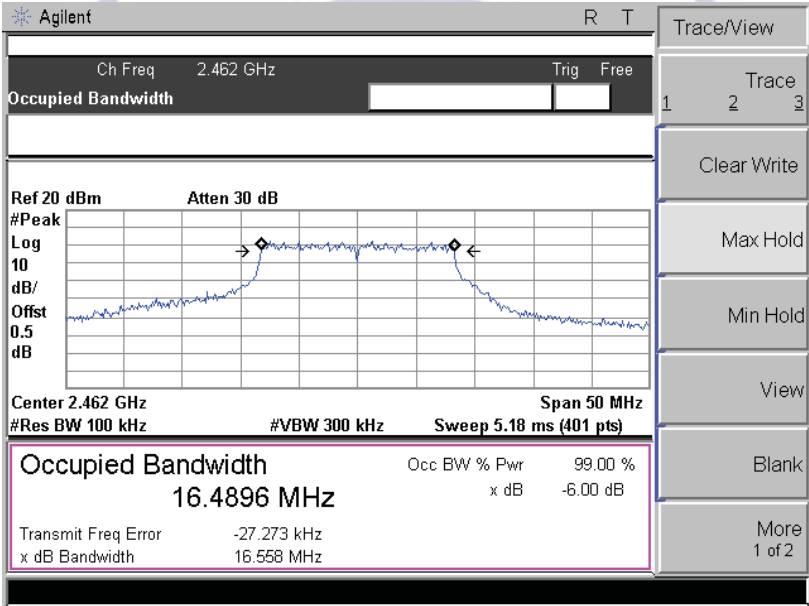 Agilent R T
Ch Freq 2.462 GHz Trig Free
Occupied Bandwidth
Ref 20 dBm Atten 30 dB
#Peak
Log
10
dB/
Offst
0.5
dB
Center 2.462 GHz Span 50 MHz
#Res BW 100 kHz #VBW 300 kHz Sweep 5.18 ms (401 pts)
Occupied Bandwidth Occ BW % Pwr 99.00 %
16.4896 MHz x dB -6.00 dB
Transmit Freq Error -27.273 kHz
x dB Bandwidth 16.558 MHz
Trace/View
Trace
1 2 3
Clear Write
Max Hold
Min Hold
View
Blank
More
1 of 2